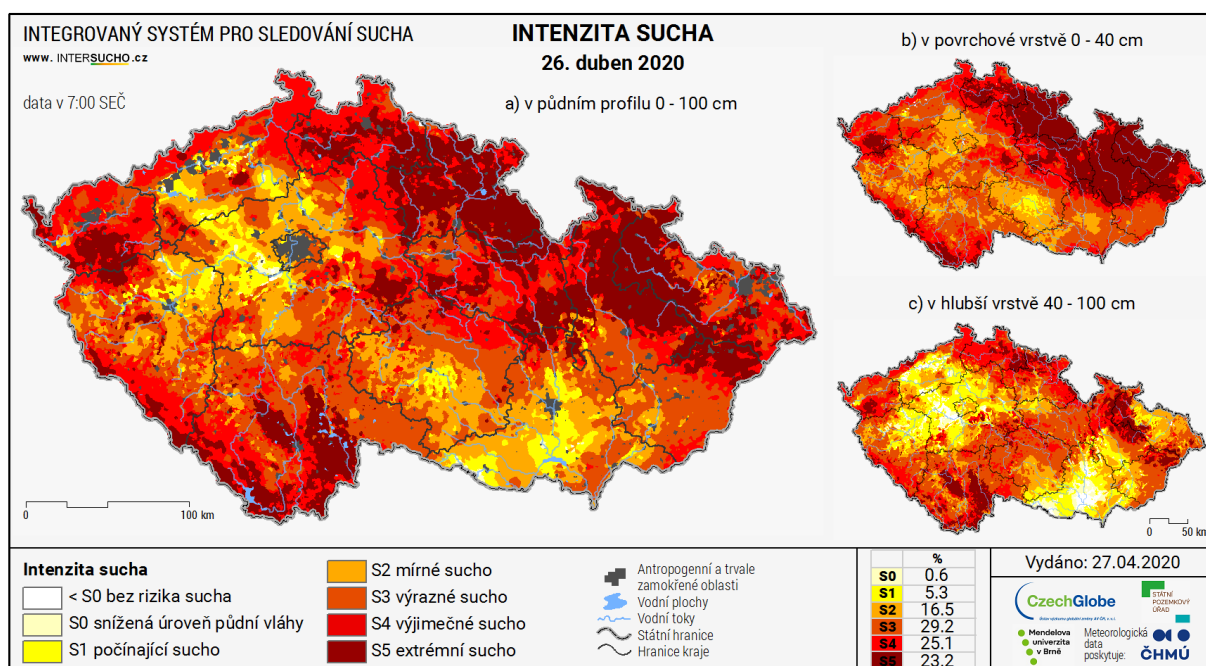 INTEGROVANÝ SYSTÉM PRO SLEDOVÁNÍ SUCHA
www. INTERSUCHO.cz
data v 7:00 SEČ
INTENZITA SUCHA
26. duben 2020
a) v půdním profilu 0 - 100 cm
b) v povrchové vrstvě 0 - 40 cm
c) v hlubší vrstvě 40 - 100 cm
0 100 km
0 50 km
Intenzita sucha
< S0 bez rizika sucha
S0 snížená úroveň půdní vláhy
S1 počínající sucho
S2 mírné sucho
S3 výrazné sucho
S4 výjimečné sucho
S5 extrémní sucho
Antropogenní a trvale
zamokřené oblasti
Vodní plochy
Vodní toky
Státní hranice
Hranice kraje
%
S0 0.6
S1 5.3
S2 16.5
S3 29.2
S4 25.1
S5 23.2
Vydáno: 27.04.2020
CzechGlobe
STÁTNÍ
POZEMKOVÝ
ÚŘAD
Mendelova
univerzita
v Brně
Meteorologická
data
poskytuje:
ČHMÚ